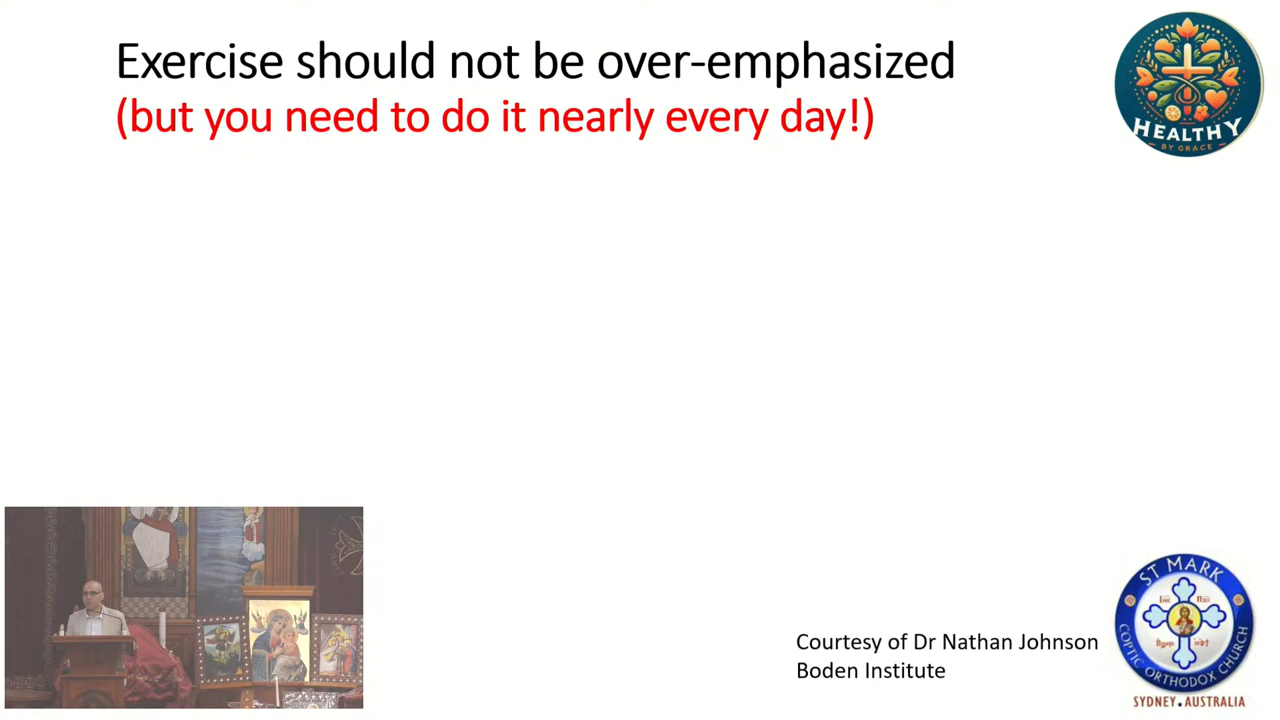 Exercise should not be over-emphasized
(but you need to do it nearly every day!)
HEALTHY
BY GRACE
Courtesy of Dr Nathan Johnson
Boden Institute
ST MARK
COPTIC ORTHODOX CHURCH
SYDNEY.AUSTRALIA